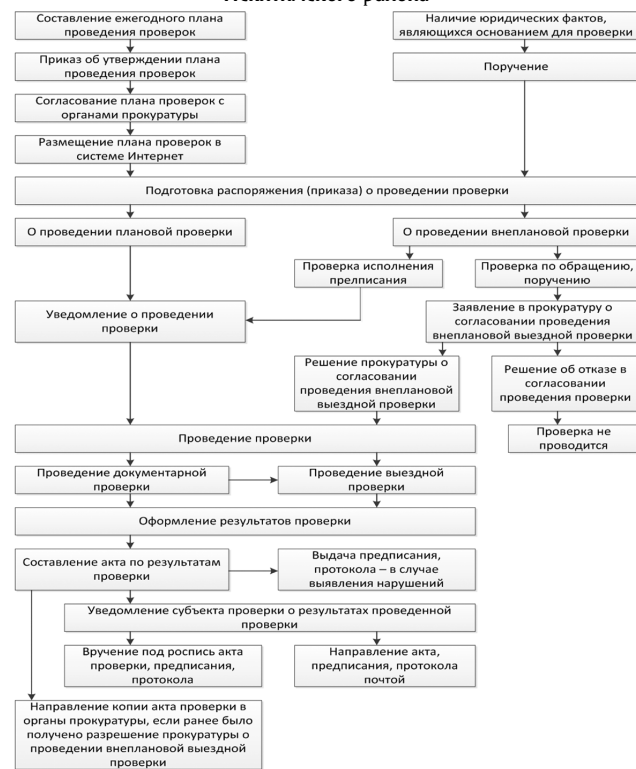 Составление ежегодного плана
проведения проверок
Наличие юридических фактов,
являющихся основанием для проверки
Приказ об утверждении плана
проведения проверок
Поручение
Согласование плана проверок с
органами прокуратуры
Размещение плана проверок в
системе Интернет
Подготовка распоряжения (приказа) о проведении проверки
О проведении плановой проверки
О проведении внеплановой проверки
Проверка исполнения
прелписания
Проверка по обращению,
поручению
Уведомление о проведении
проверки
Заявление в прокуратуру о
согласовании проведения
внеплановой выездной проверки
Решение прокуратуры о
согласовании
проведения внеплановой
выездной проверки
Решение об отказе в
согласовании
проведения проверки
Проверка не
проводится
Проведение проверки
Проведение документарной
проверки
Проведение выездной
проверки
Оформление результатов проверки
Составление акта по результатам
проверки
Выдача предписания,
протокола – в случае
выявления нарушений
Уведомление субъекта проверки о результатах проведенной
проверки
Вручение под роспись акта
проверки, предписания,
протокола
Направление акта,
предписания, протокола
почтой
Направление копии акта проверки в
органы прокуратуры, если ранее было
получено разрешение прокуратуры о
проведении внеплановой выездной
проверки